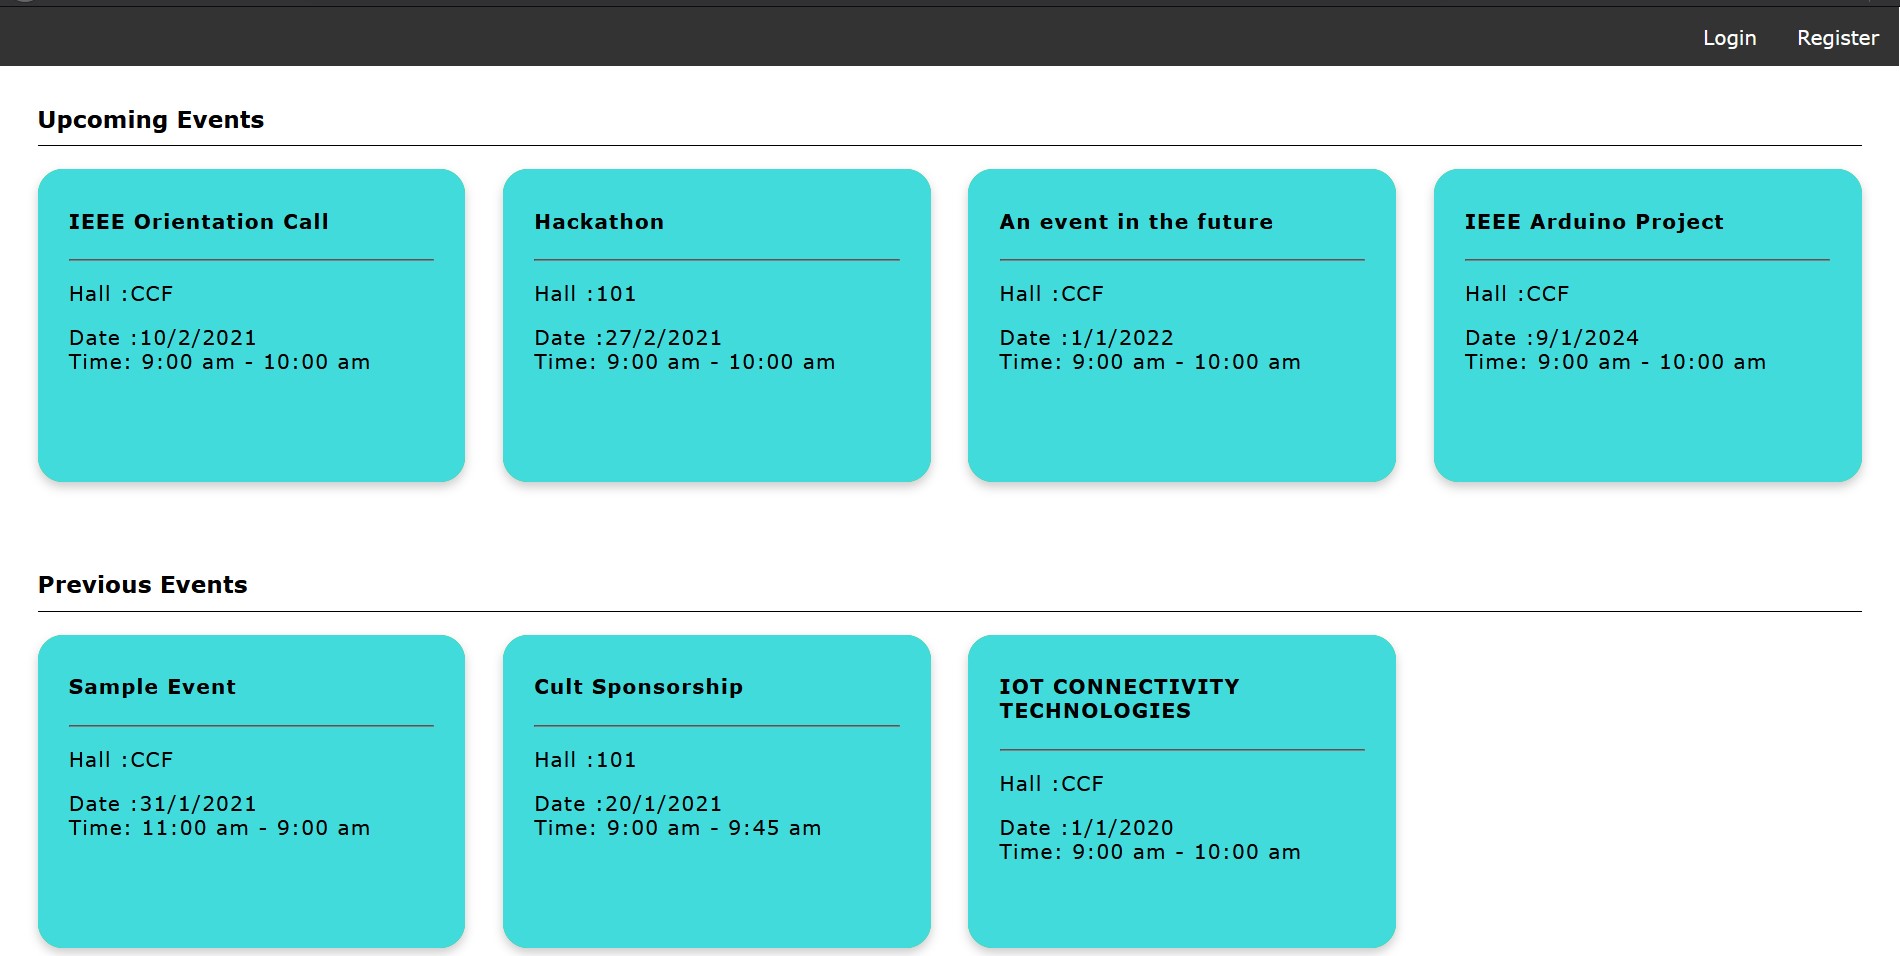 Login Register
Upcoming Events
IEEE Orientation Call
Hall :CCF
Date :10/2/2021
Time: 9:00 am - 10:00 am
Hackathon
Hall :101
Date :27/2/2021
Time: 9:00 am - 10:00 am
An event in the future
Hall :CCF
Date :1/1/2022
Time: 9:00 am - 10:00 am
IEEE Arduino Project
Hall :CCF
Date :9/1/2024
Time: 9:00 am - 10:00 am
Previous Events
Sample Event
Hall :CCF
Date :31/1/2021
Time: 11:00 am - 9:00 am
Cult Sponsorship
Hall :101
Date :20/1/2021
Time: 9:00 am - 9:45 am
IOT CONNECTIVITY
TECHNOLOGIES
Hall :CCF
Date :1/1/2020
Time: 9:00 am - 10:00 am